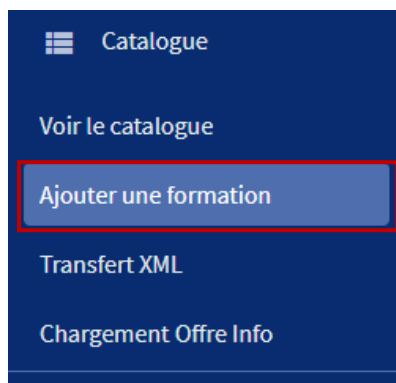 Catalogue
Voir le catalogue
Ajouter une formation
Transfert XML
Chargement Offre Info